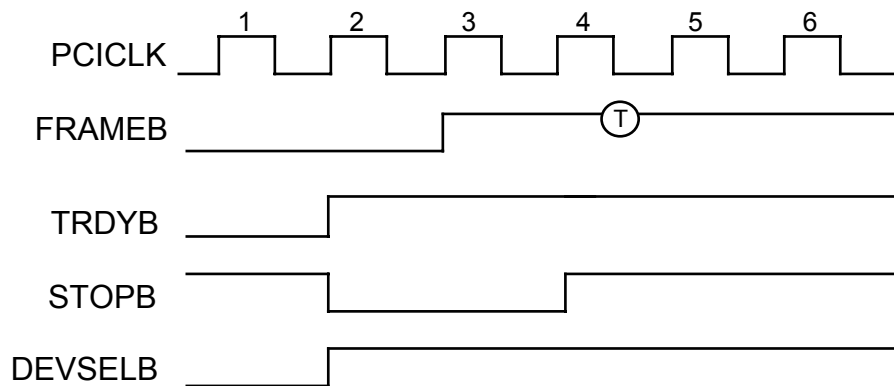 1 2 3 4 5 6
PCICLK
FRAMEB
T
TRDYB
STOPB
DEVSELB